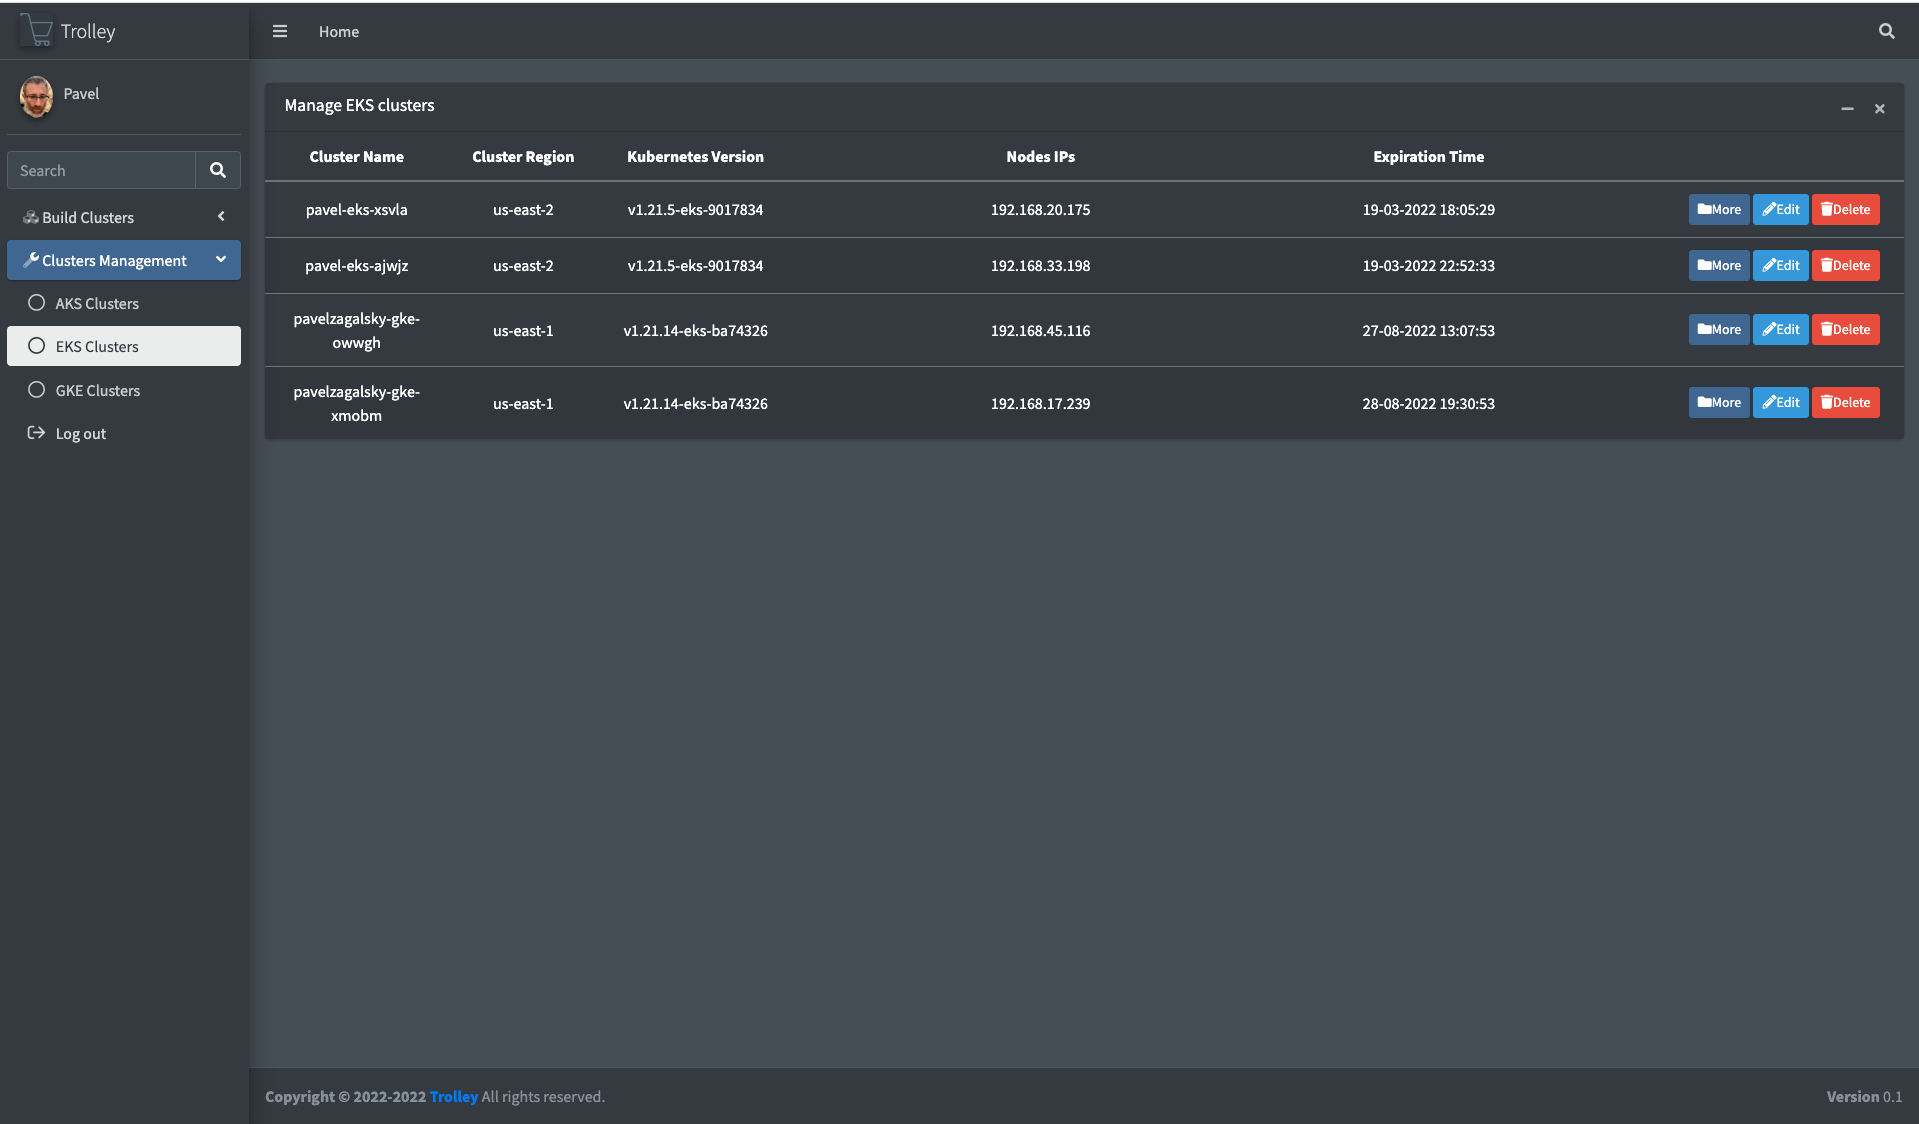 Trolley
Home
Pavel
Search
Build Clusters
Clusters Management
AKS Clusters
EKS Clusters
GKE Clusters
Log out
Manage EKS clusters
Cluster Name Cluster Region Kubernetes Version Nodes IPs Expiration Time
pavel-eks-xsvla us-east-2 v1.21.5-eks-9017834 192.168.20.175 19-03-2022 18:05:29 More Edit Delete
pavel-eks-ajwjz us-east-2 v1.21.5-eks-9017834 192.168.33.198 19-03-2022 22:52:33 More Edit Delete
pavelzagalsky-gke-
owwgh us-east-1 v1.21.14-eks-ba74326 192.168.45.116 27-08-2022 13:07:53 More Edit Delete
pavelzagalsky-gke-
xmobm us-east-1 v1.21.14-eks-ba74326 192.168.17.239 28-08-2022 19:30:53 More Edit Delete
Copyright © 2022-2022 Trolley All rights reserved.
Version 0.1